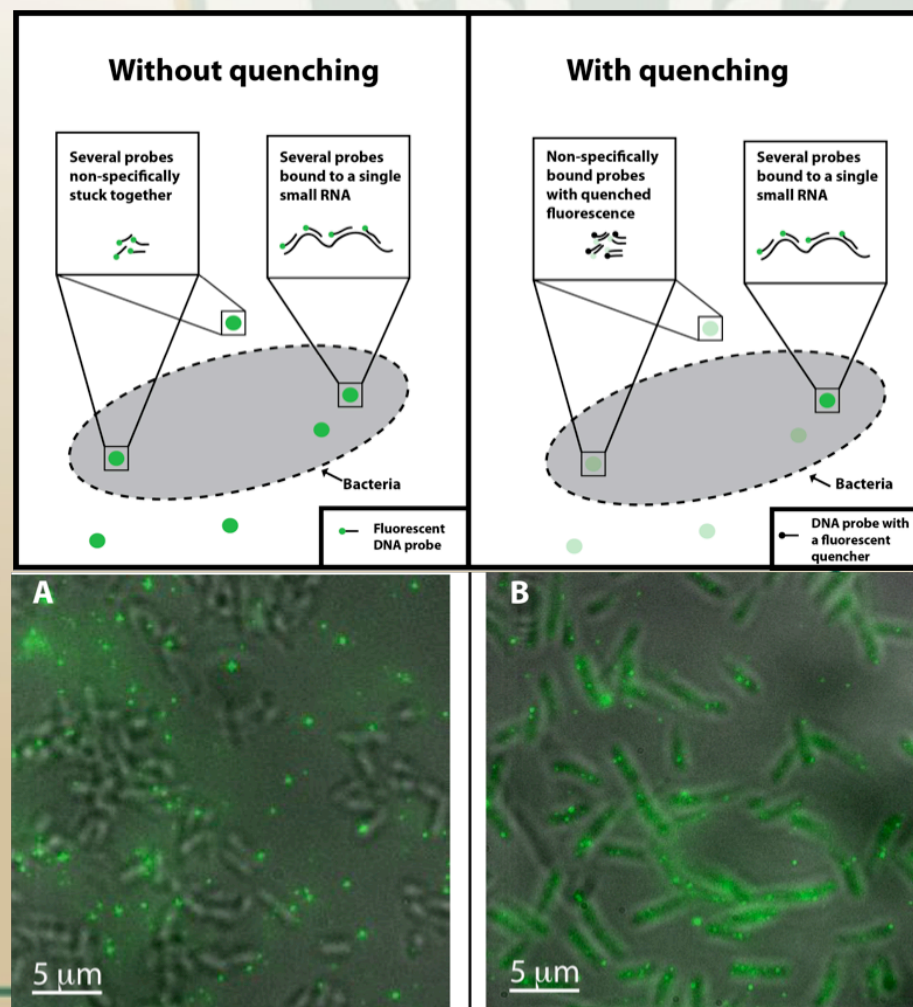 Without quenching
With quenching
Several probes
non-specifically
stuck together
Several probes
bound to a single
small RNA
Non-specifically
bound probes
with quenched
fluorescence
Several probes
bound to a single
small RNA
Bacteria
Bacteria
Fluorescent
DNA probe
DNA probe with
a fluorescent
quencher
A
B
5 μm
5 μm